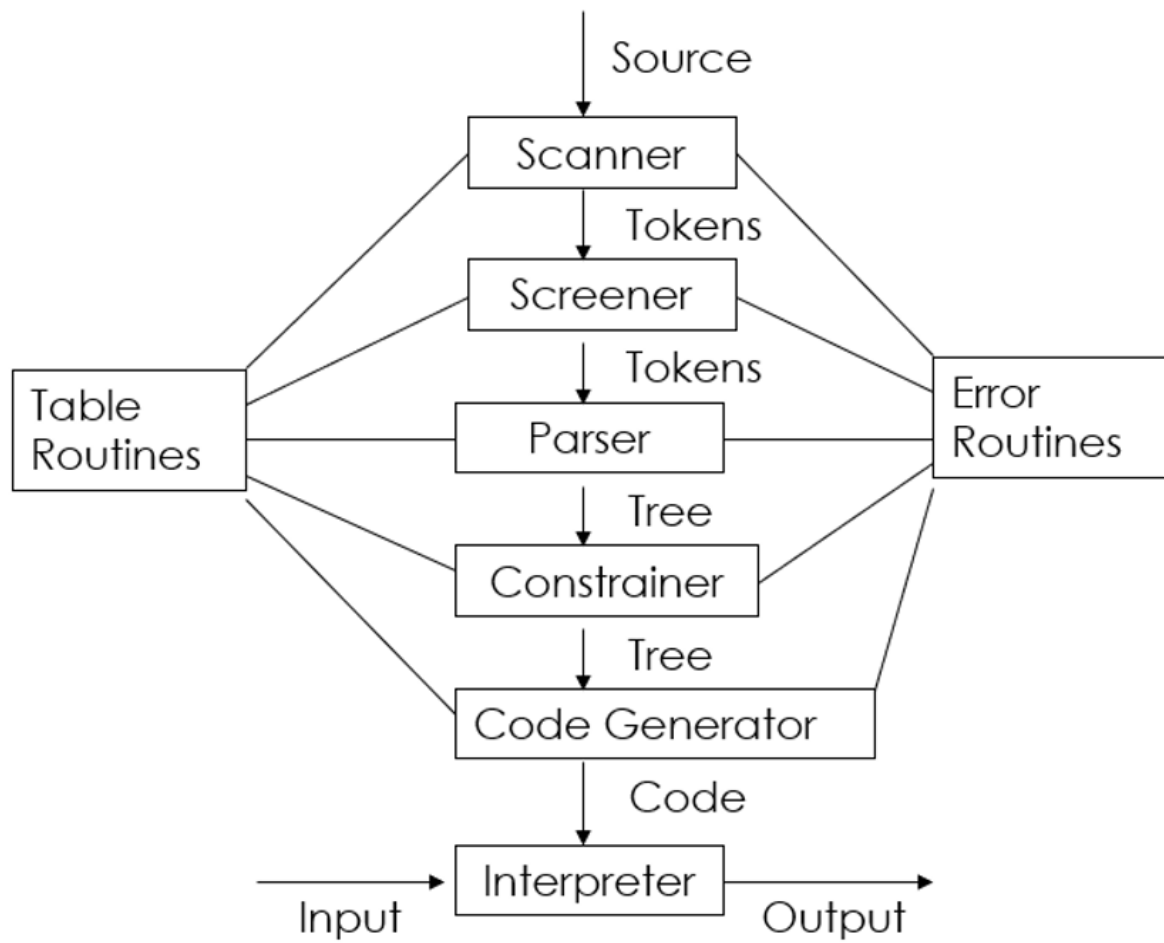 Source
Scanner
Tokens
Screener
Tokens
Table
Routines
Parser
Error
Routines
Tree
Constrainer
Tree
Code Generator
Code
Interpreter
Input
Output